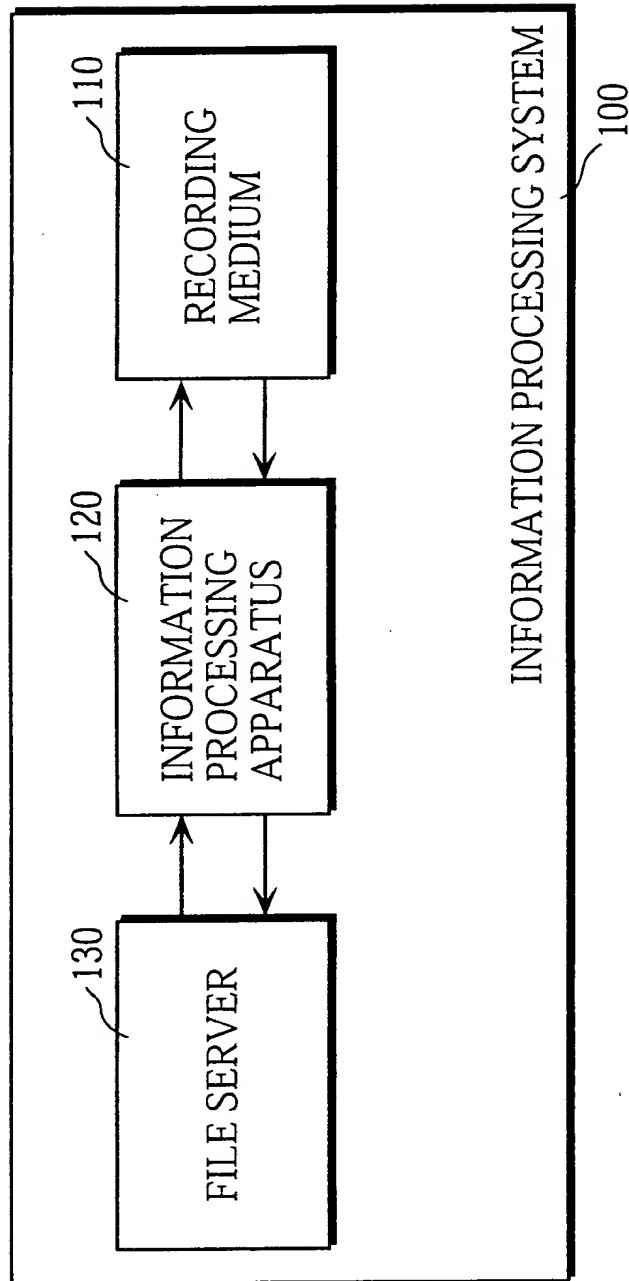 130
FILE SERVER
120
INFORMATION
PROCESSING
APPARATUS
110
RECORDING
MEDIUM
INFORMATION PROCESSING SYSTEM
100